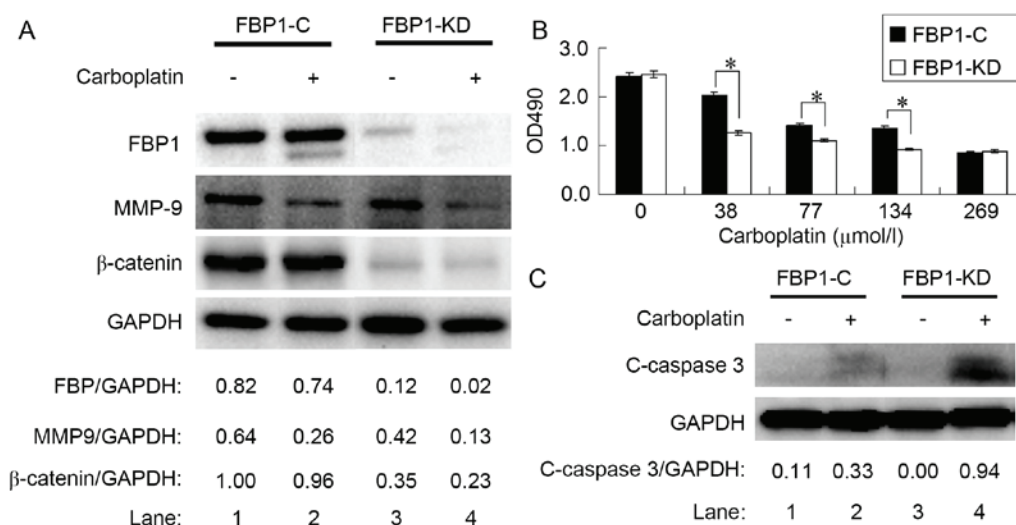 A
FBP1-C FBP1-KD
Carboplatin - + - +
FBP1
MMP-9
β-catenin
GAPDH
FBP/GAPDH: 0.82 0.74 0.12 0.02
MMP9/GAPDH: 0.64 0.26 0.42 0.13
β-catenin/GAPDH: 1.00 0.96 0.35 0.23
Lane: 1 2 3 4
B
FBP1-C
FBP1-KD
OD490
3.0
2.0
1.0
0.0
* * *
0 38 77 134 269
Carboplatin (μmol/l)
C
FBP1-C FBP1-KD
Carboplatin - + - +
C-caspase 3
GAPDH
C-caspase 3/GAPDH: 0.11 0.33 0.00 0.94
Lane: 1 2 3 4